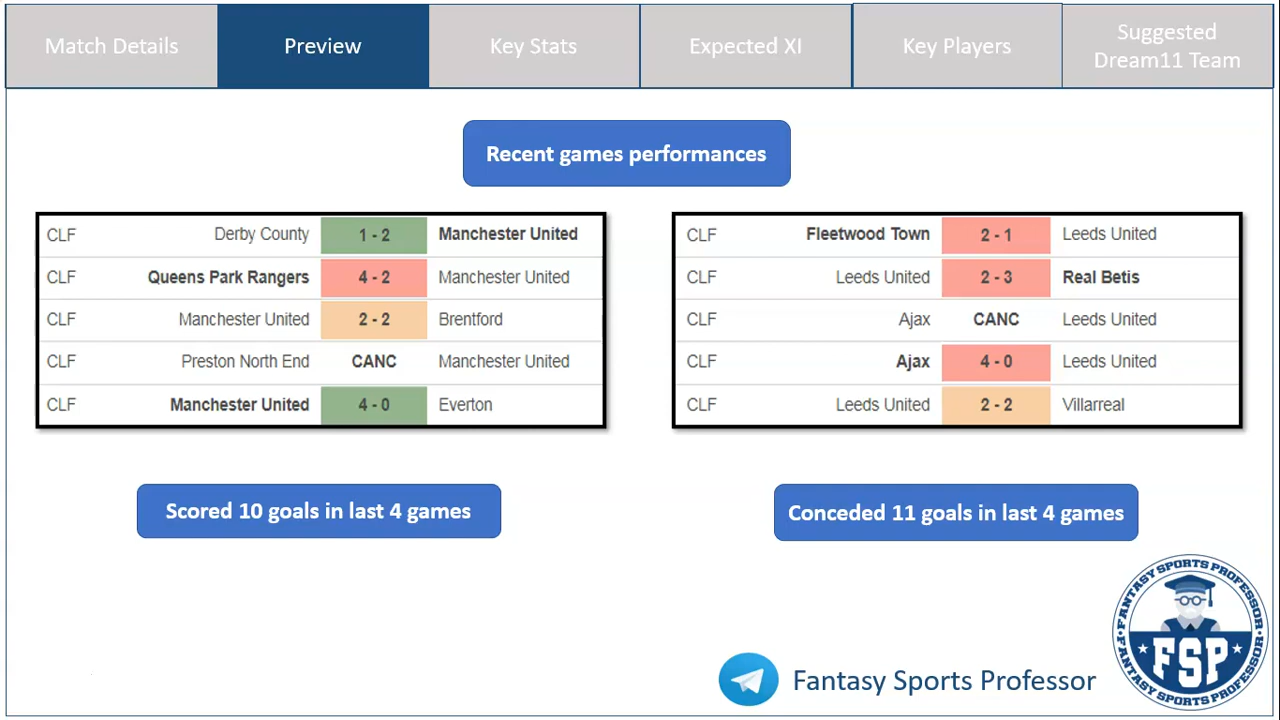 Match Details
Preview
Key Stats
Expected XI
Key Players
Suggested
Dream11 Team
Recent games performances
CLF Derby County 1 - 2 Manchester United
CLF Queens Park Rangers 4 - 2 Manchester United
CLF Manchester United 2 - 2 Brentford
CLF Preston North End CANC Manchester United
CLF Manchester United 4 - 0 Everton
CLF Fleetwood Town 2 - 1 Leeds United
CLF Leeds United 2 - 3 Real Betis
CLF Ajax CANC Leeds United
CLF Ajax 4 - 0 Leeds United
CLF Leeds United 2 - 2 Villarreal
Scored 10 goals in last 4 games
Conceded 11 goals in last 4 games
Fantasy Sports Professor
FANTASY SPORTS PROFESSOR
FSP
FANTASY SPORTS PROFESSOR